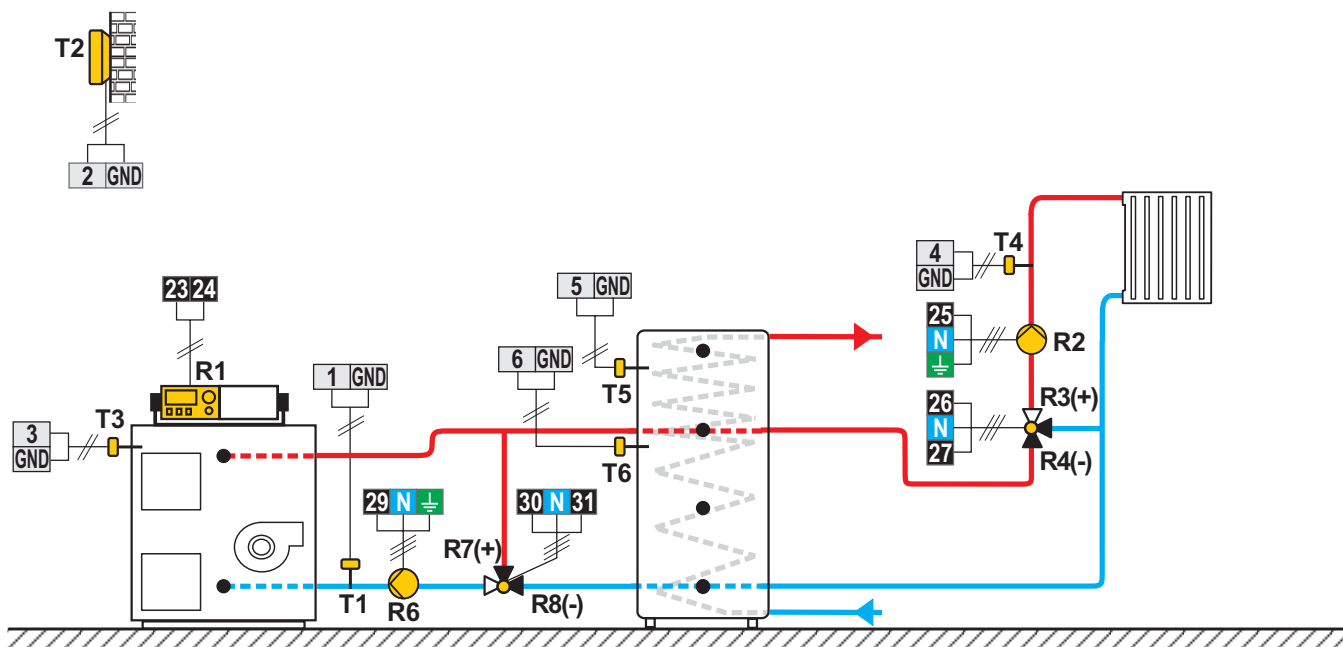 T2
2 GND
4
GND
T4
23 24
5 GND
25
N
R2
6 GND
1 GND
R1
T5
R3(+)
26
N
27
3
GND
T3
T6
R4(-)
29 N
30 N 31
R7(+)
T1
R6
R8(-)